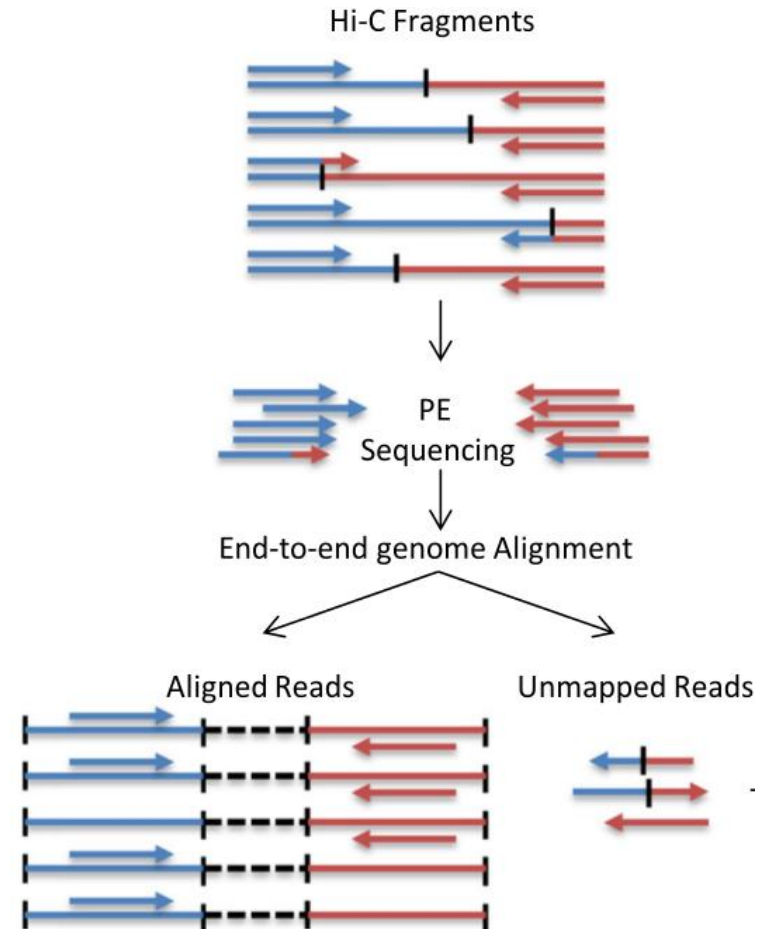 Hi-C Fragments
PE
Sequencing
End-to-end genome Alignment
Aligned Reads
Unmapped Reads